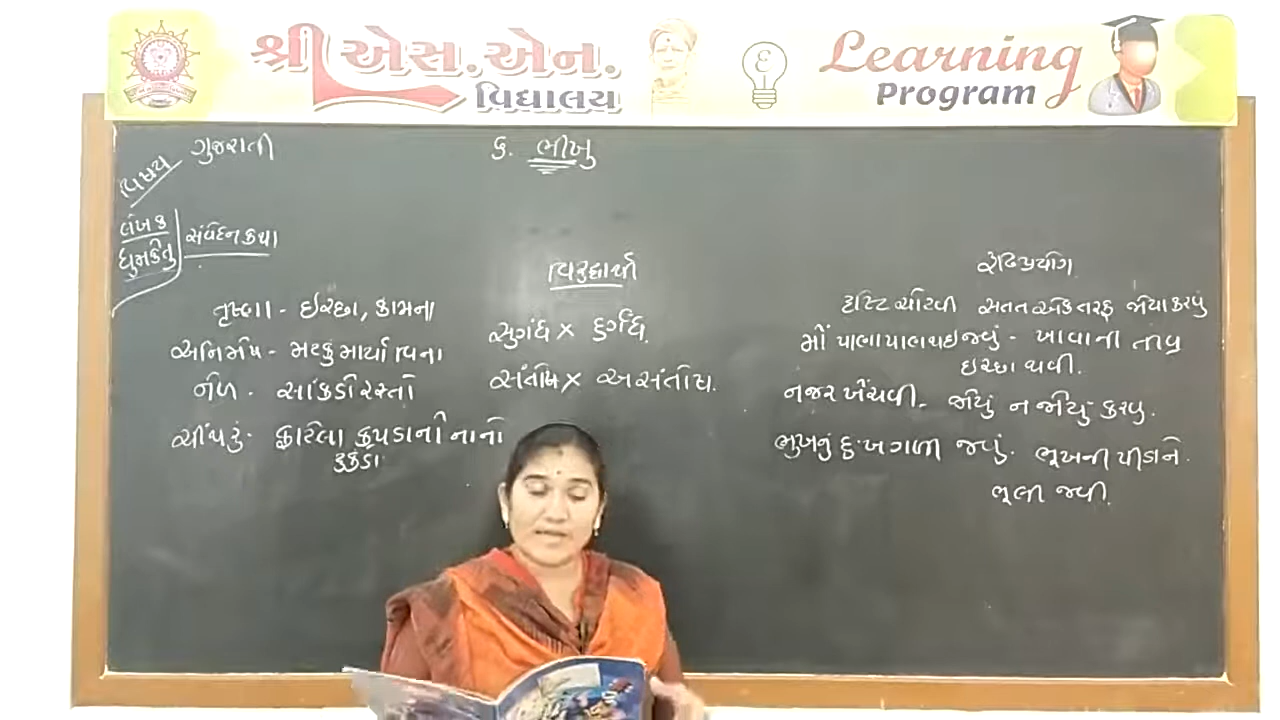 શ્રી એસ.એન.
વિદ્યાલય
Learning
Program
વિષય ગુજરાતી
૬. ભીખુ
લેખક
ધુમકેતુ
સંવેદનકથા
તૃષ્ણા - ઇચ્છા, કામના
અનિમેષ - મટકું માર્યા વિના
નેળ - સાંકડો રસ્તો
ચીંથરું - ફાટેલા કપડાનો નાનો
ટુકડો
વિરુદ્ધાર્થી
સુગંધ × દુર્ગંધ.
સંતોષ × અસંતોષ.
રૂઢિપ્રયોગ
દૃષ્ટિ ચોંટવી સતત એક તરફ જોયા કરવું
મોં પાણી પાણી થઇ જવું - ખાવાની તીવ્ર
ઇચ્છા થવી.
નજર ખેંચવી - જોયું ન જોયું કરવુ.
ભુખનું દુઃખ ગળી જવું. ભૂખની પીડાને
ભૂલી જવી.